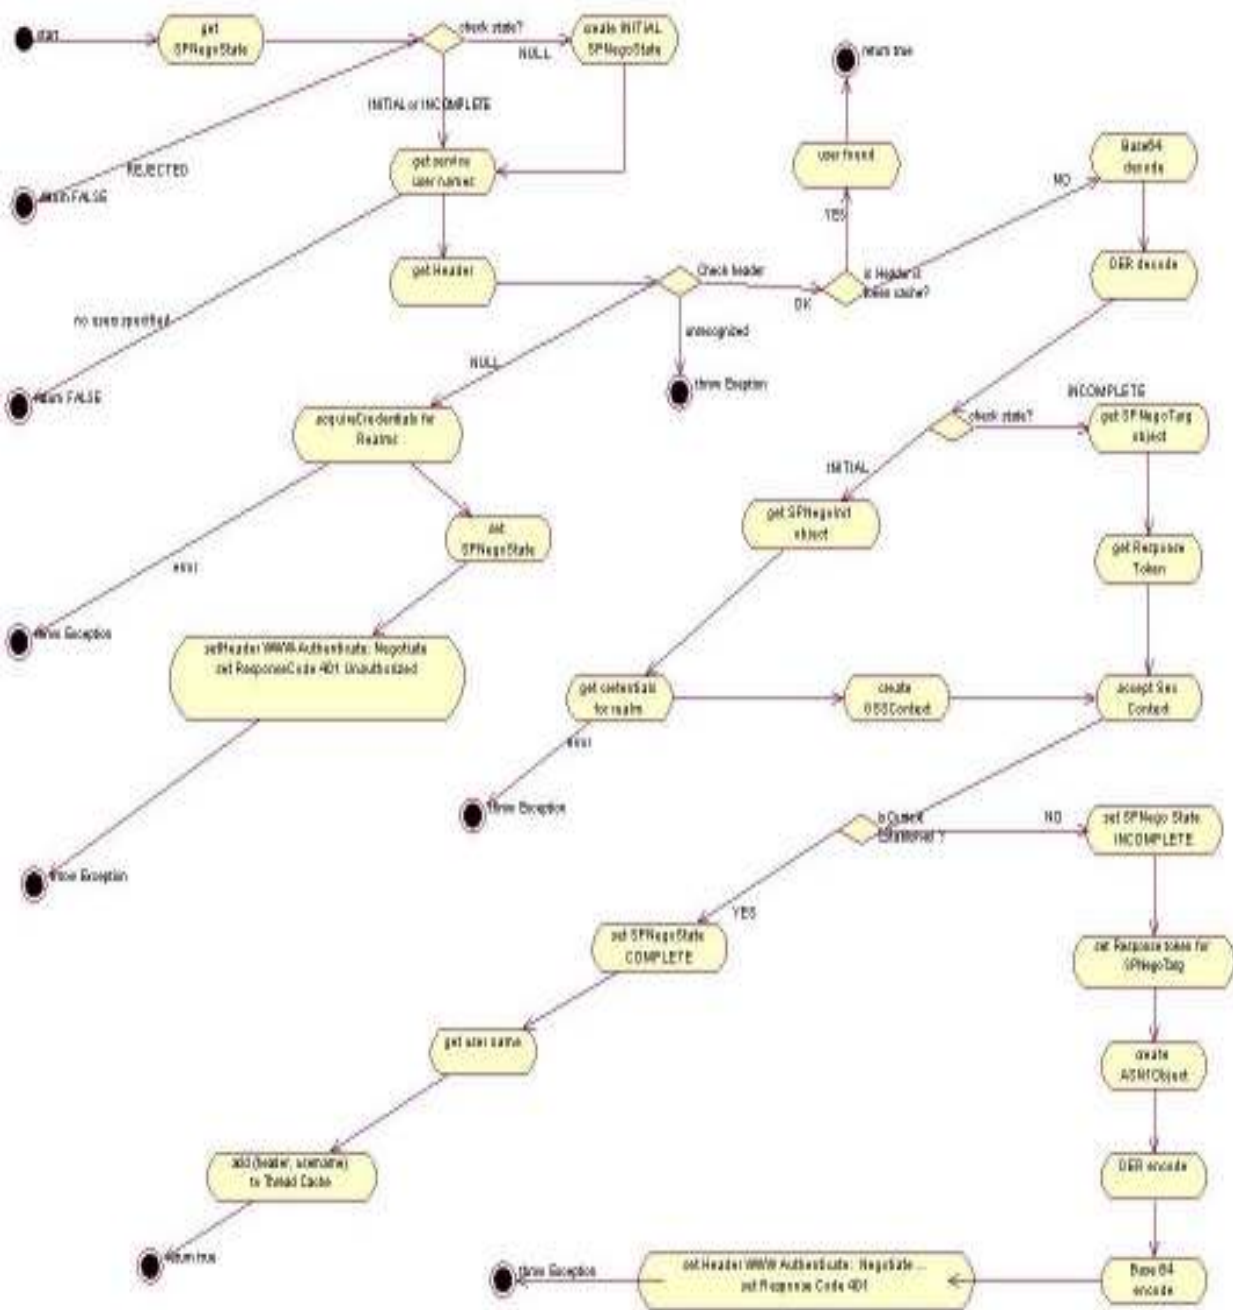 start
get
SPNegoState
check state?
NULL
create INITIAL
SPNegoState
return true
INITIAL or INCOMPLETE
REJECTED
return FALSE
get service
user names
user found
YES
NO
Base64
decode
get Header
Check header
OK
is Header in
cache?
DER decode
no users specified
unrecognized
NULL
throw Exception
return FALSE
acquireCredentials for
Realms
INCOMPLETE
check state?
get SPNegoTarg
object
INITIAL
get SPNegoInit
object
set
SPNegoState
get Response
Token
error
throw Exception
setHeader WWW-Authenticate: Negotiate
set ResponseCode 401 Unauthorized
get credentials
for realm
create
GSSContext
accept Sec
Context
error
throw Exception
is
Established ?
NO
set SPNego State
INCOMPLETE
throw Exception
YES
set SPNegoState
COMPLETE
set Response token for
SPNegoTarg
get user name
create
ASN1Object
add (header, username)
to Thread Cache
DER encode
return true
throw Exception
set Header WWW Authenticate: Negotiate ...
set Response Code 401
Base 64
encode